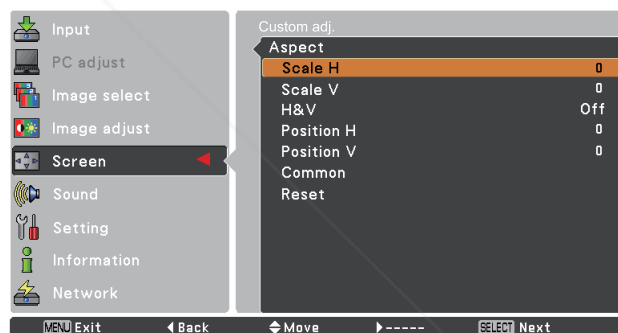 Input
PC adjust
Image select
Image adjust
Screen
Sound
Setting
Information
Network
Custom adj.
Aspect
Scale H 0
Scale V 0
H&V Off
Position H 0
Position V 0
Common
Reset
MENU Exit Back Move ----- SELECT Next